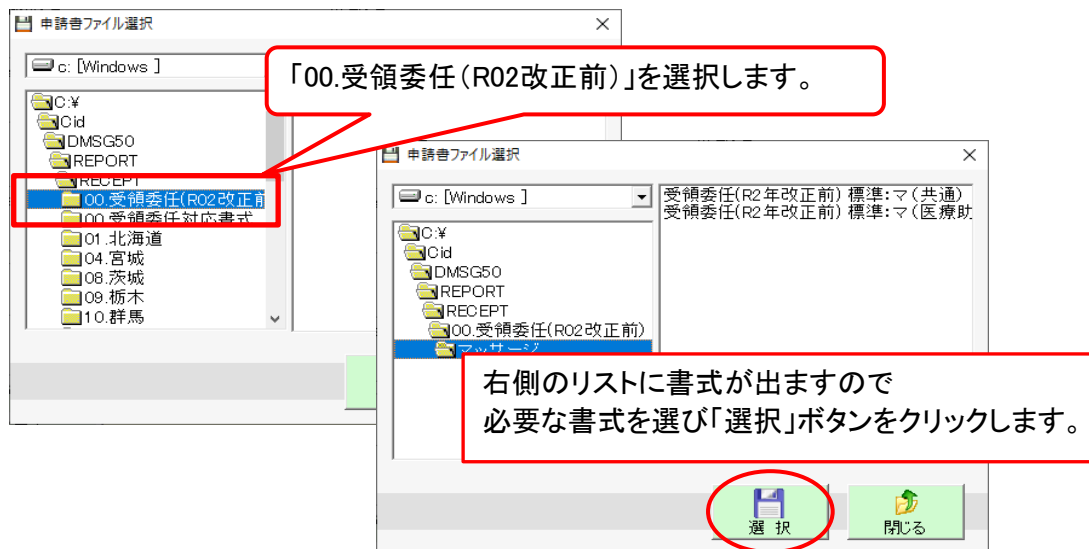 申請書ファイル選択
c: [Windows ]
「00.受領委任(R02改正前)」を選択します。
C:¥
Cid
DMSG50
REPORT
RECEPT
00.受領委任(R02改正前
00.受領委任対応書式
01.北海道
04.宮城
08.茨城
09.栃木
10.群馬
申請書ファイル選択
c: [Windows ]
受領委任(R2年改正前) 標準:マ(共通)
受領委任(R2年改正前) 標準:マ(医療助
C:¥
Cid
DMSG50
REPORT
RECEPT
00.受領委任(R02改正前)
マッサージ
右側のリストに書式が出ますので
必要な書式を選び「選択」ボタンをクリックします。
選 択
閉じる